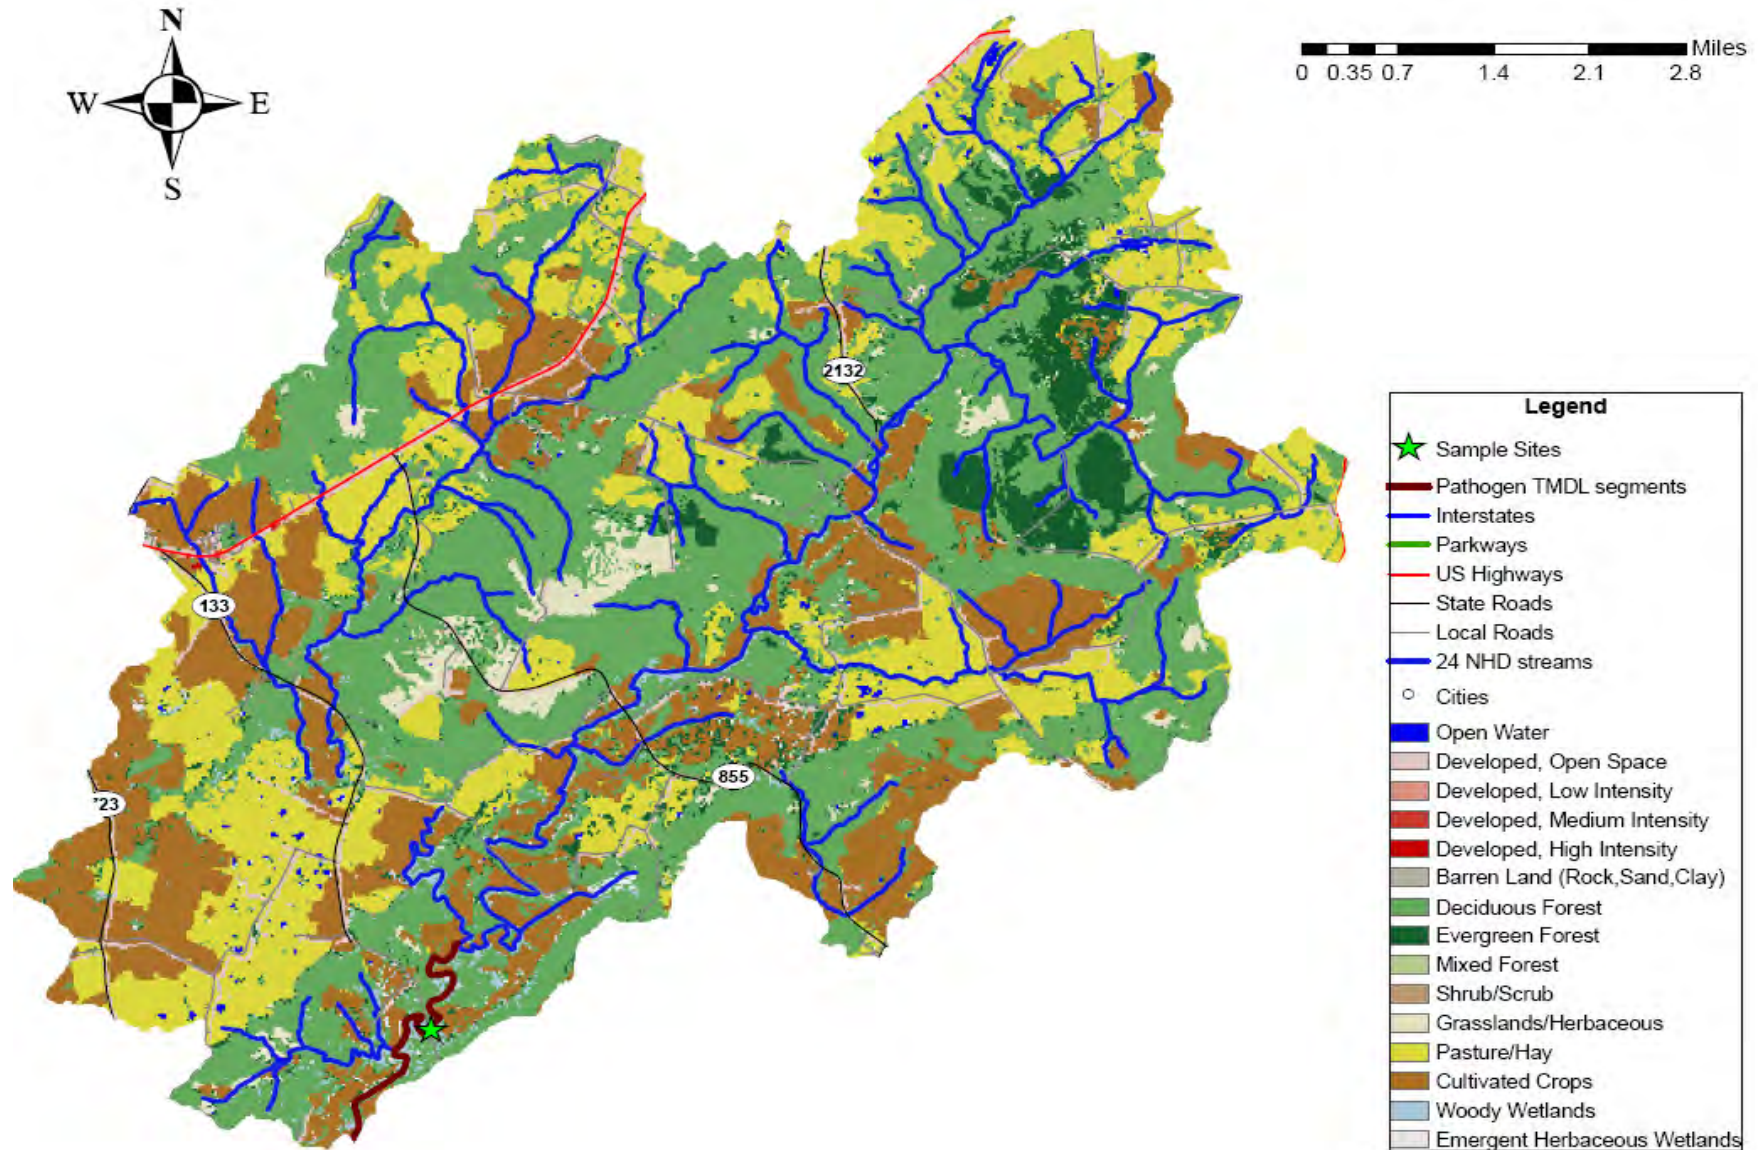 N
W E
S
Miles
0 0.35 0.7 1.4 2.1 2.8
2132
133
'23
855
Legend
Sample Sites
Pathogen TMDL segments
Interstates
Parkways
US Highways
State Roads
Local Roads
24 NHD streams
Cities
Open Water
Developed, Open Space
Developed, Low Intensity
Developed, Medium Intensity
Developed, High Intensity
Barren Land (Rock,Sand,Clay)
Deciduous Forest
Evergreen Forest
Mixed Forest
Shrub/Scrub
Grasslands/Herbaceous
Pasture/Hay
Cultivated Crops
Woody Wetlands
Emergent Herbaceous Wetlands